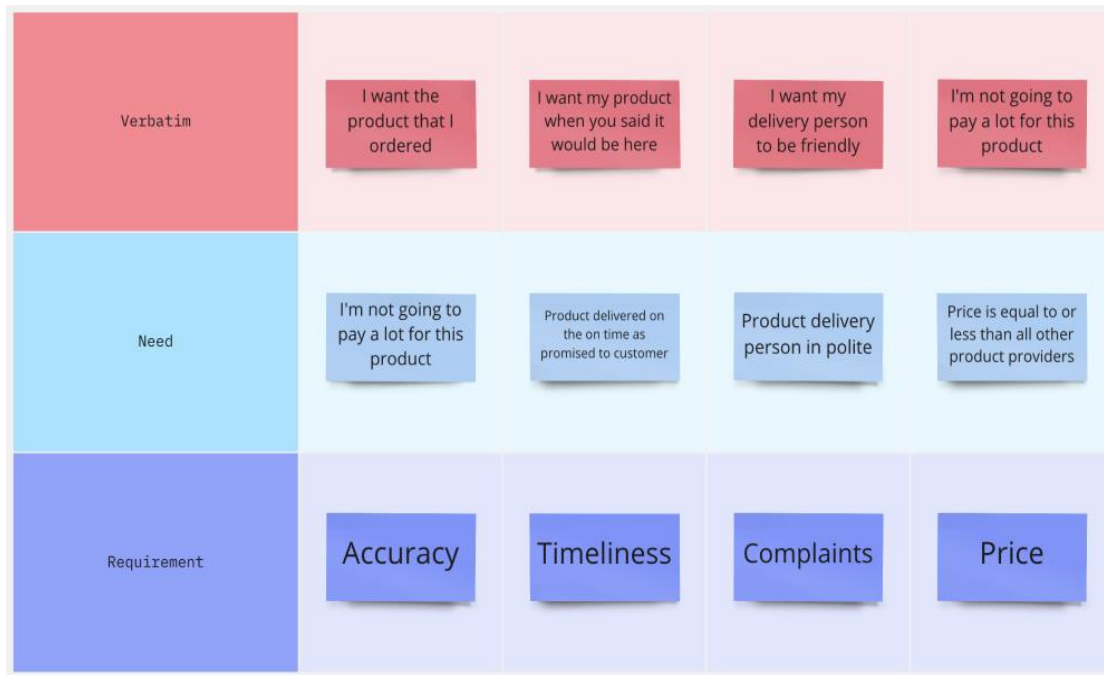 Verbatim
I want the
product that I
ordered
I want my product
when you said it
would be here
I want my
delivery person
to be friendly
I'm not going to
pay a lot for this
product
Need
I'm not going to
pay a lot for this
product
Product delivered on
the on time as
promised to customer
Product delivery
person in polite
Price is equal to or
less than all other
product providers
Requirement
Accuracy
Timeliness
Complaints
Price